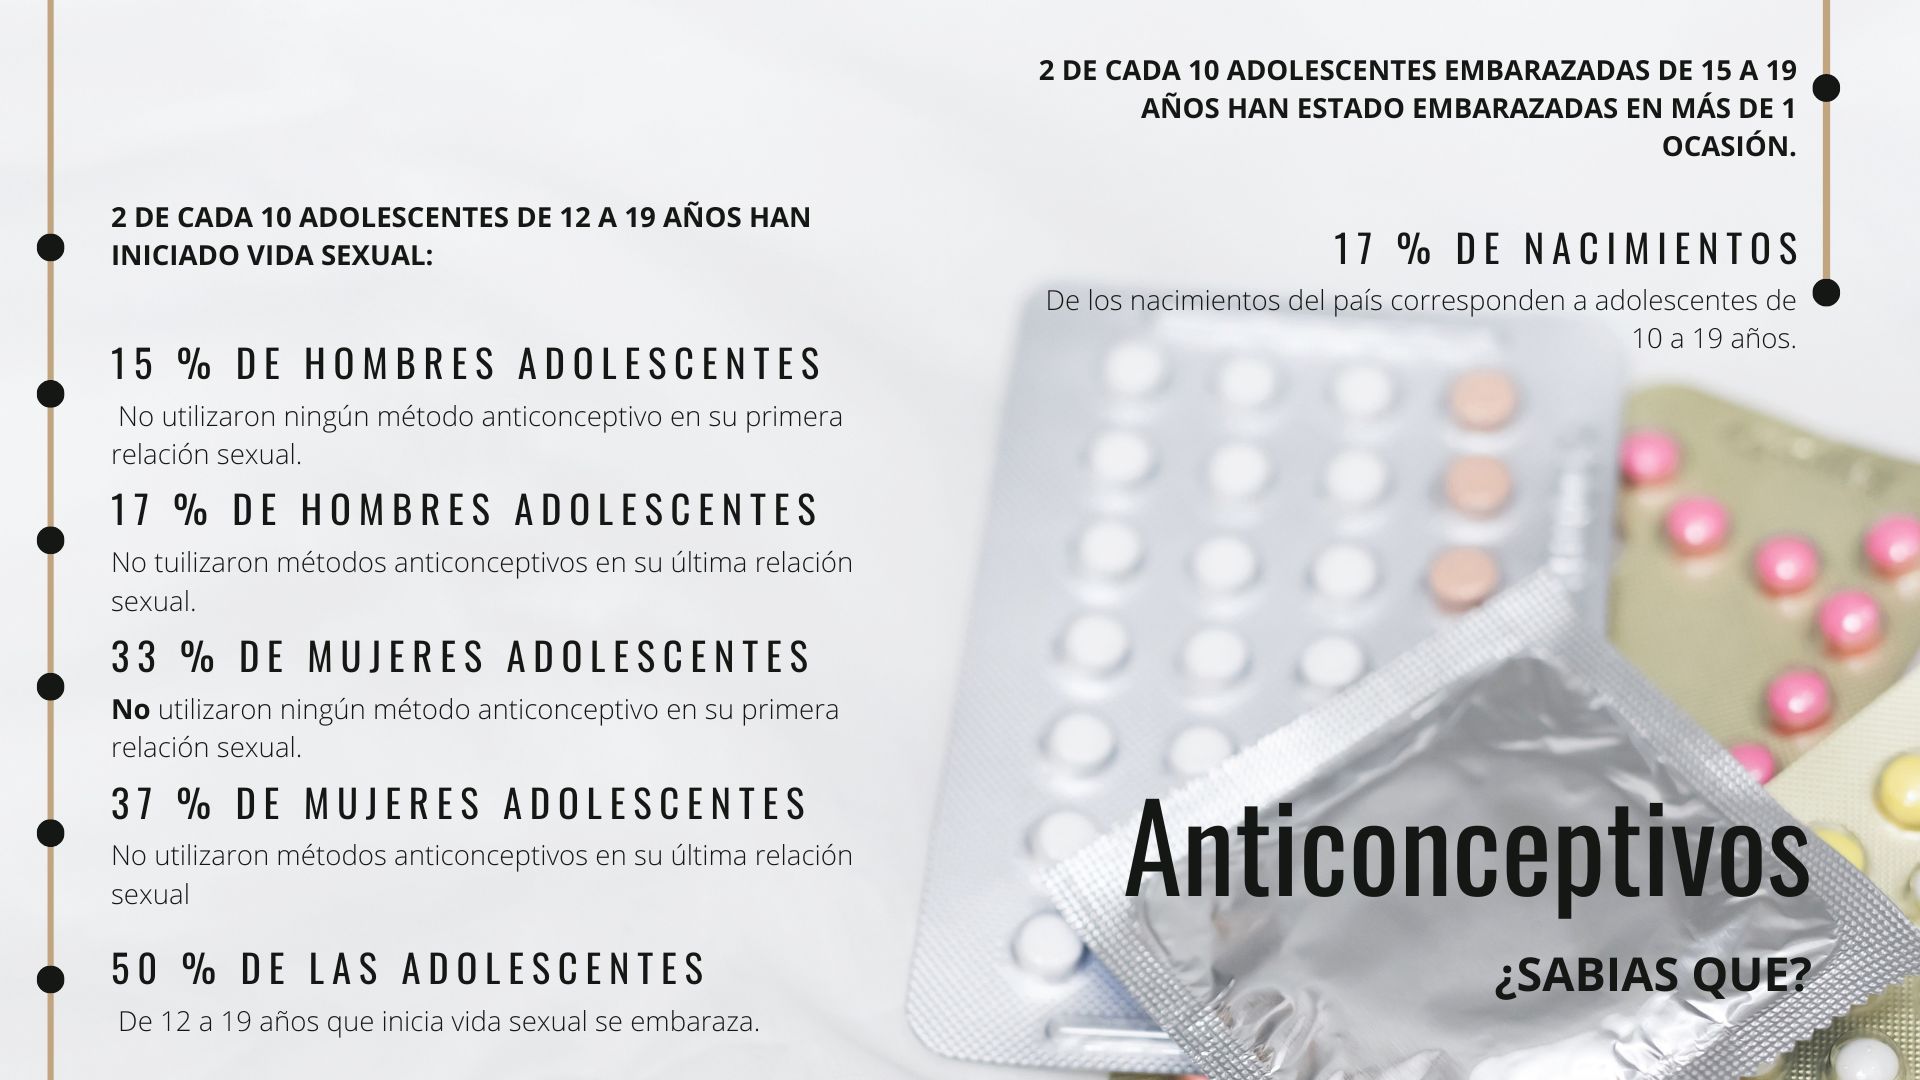 2 DE CADA 10 ADOLESCENTES DE 12 A 19 AÑOS HAN
INICIADO VIDA SEXUAL:
15 % DE HOMBRES ADOLESCENTES
No utilizaron ningún método anticonceptivo en su primera
relación sexual.
17 % DE HOMBRES ADOLESCENTES
No tuilizaron métodos anticonceptivos en su última relación
sexual.
33 % DE MUJERES ADOLESCENTES
No utilizaron ningún método anticonceptivo en su primera
relación sexual.
37 % DE MUJERES ADOLESCENTES
No utilizaron métodos anticonceptivos en su última relación
sexual
50 % DE LAS ADOLESCENTES
De 12 a 19 años que inicia vida sexual se embaraza.
2 DE CADA 10 ADOLESCENTES EMBARAZADAS DE 15 A 19
AÑOS HAN ESTADO EMBARAZADAS EN MÁS DE 1
OCASIÓN.
17 % DE NACIMIENTOS
De los nacimientos del país corresponden a adolescentes de
10 a 19 años.
Anticonceptivos
¿SABIAS QUE?